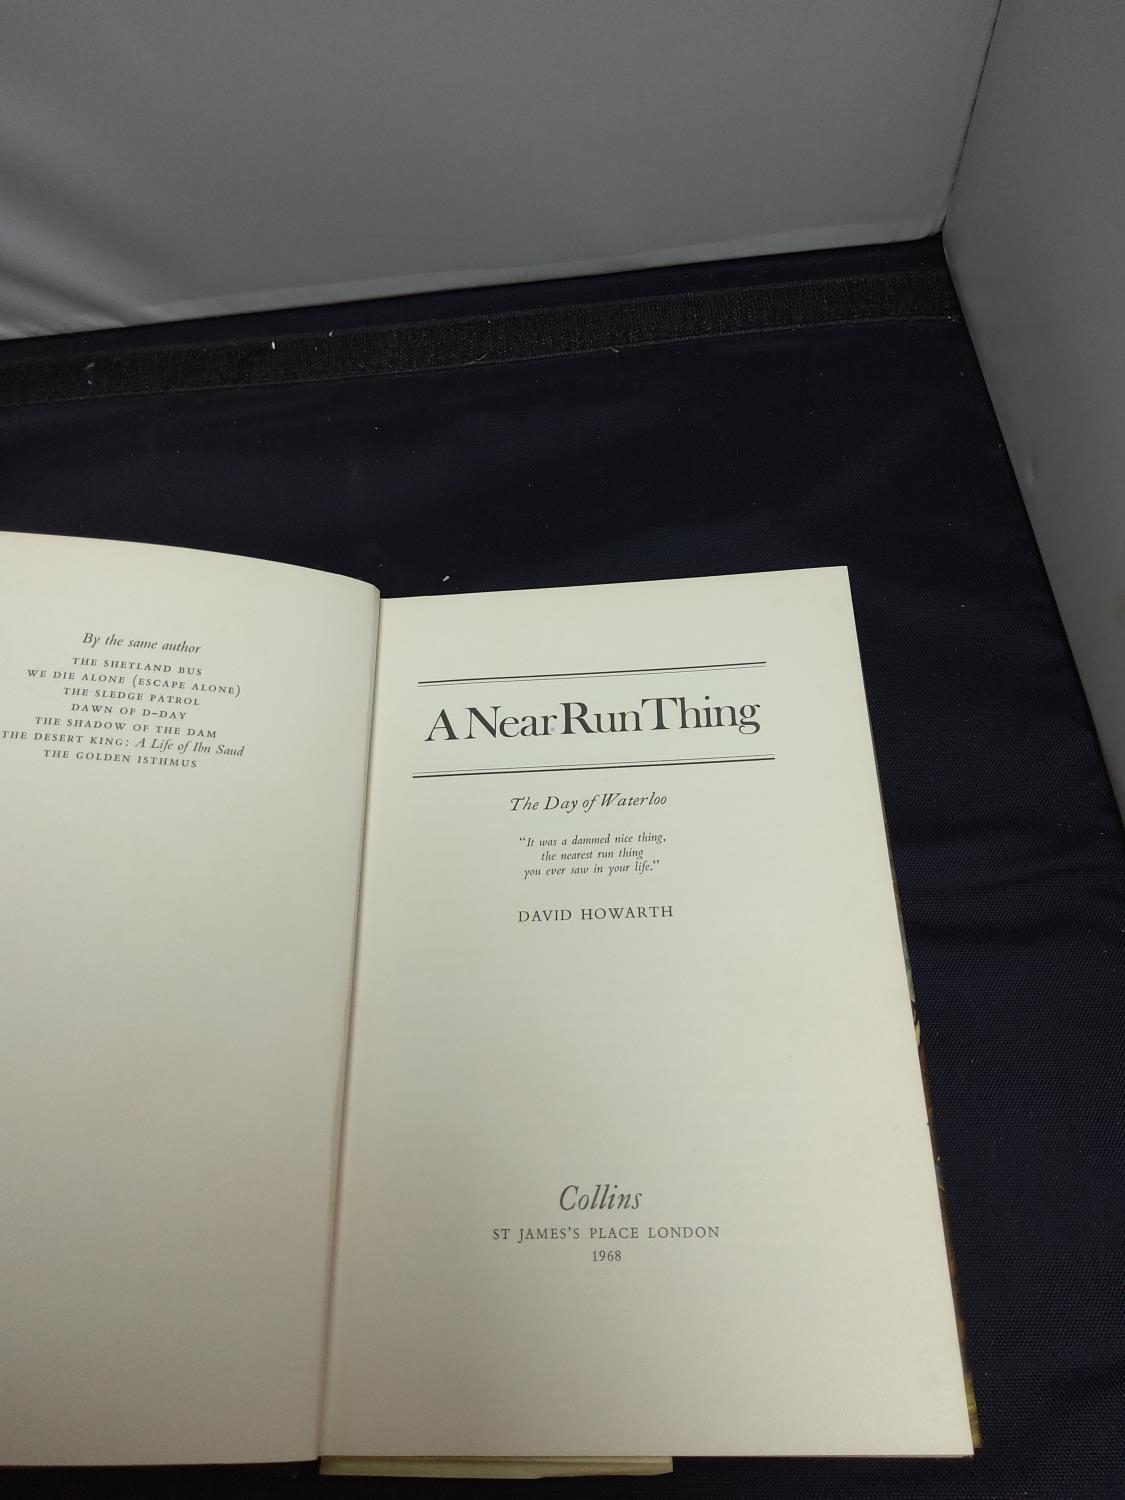 By the same author
THE SHETLAND BUS
WE DIE ALONE (ESCAPE ALONE)
THE SLEDGE PATROL
DAWN OF D-DAY
THE SHADOW OF THE DAM
THE DESERT KING: A Life of Ibn Saud
THE GOLDEN ISTHMUS
A Near Run Thing
The Day of Waterloo
"It was a dammed nice thing,
the nearest run thing
you ever saw in your life."
DAVID HOWARTH
Collins
ST JAMES'S PLACE LONDON
1968